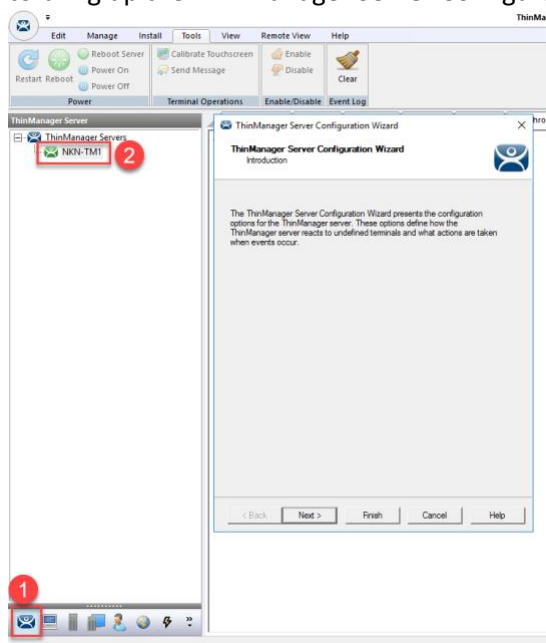 ThinMa
Edit Manage Install Tools View Remote View Help
Restart Reboot
Reboot Server
Power On
Power Off
Calibrate Touchscreen
Send Message
Enable
Disable
Clear
Power Terminal Operations Enable/Disable Event Log
ThinManager Server
ThinManager Servers
NKN-TM1
2
hro
ThinManager Server Configuration Wizard
ThinManager Server Configuration Wizard
Introduction
The ThinManager Server Configuration Wizard presents the configuration
options for the ThinManager server. These options define how the
ThinManager server reacts to undefined terminals and what actions are taken
when events occur.
< Back Next > Finish Cancel Help
1